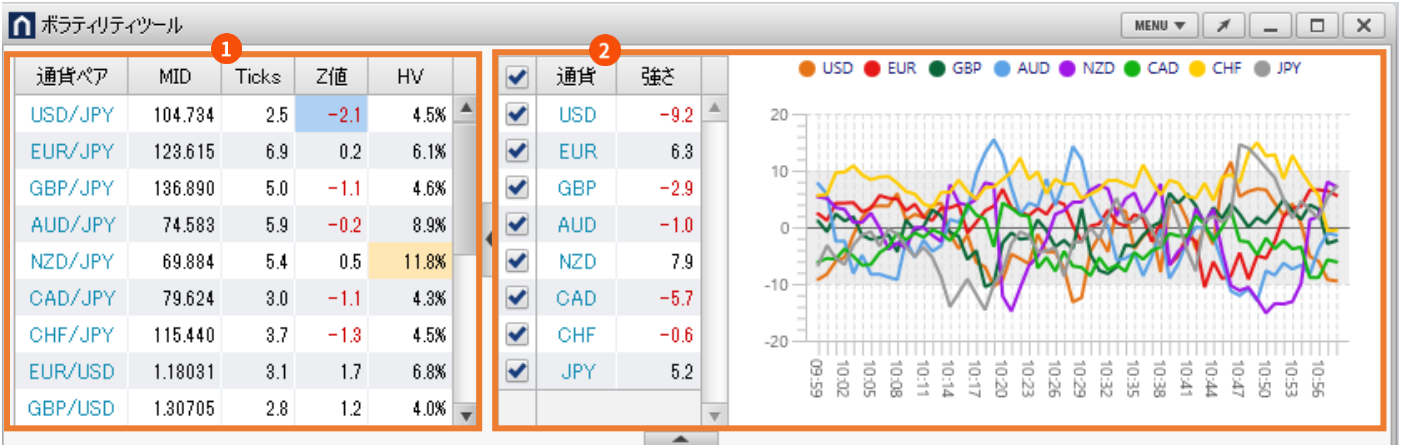 ボラティリティツール
MENU
1
2
通貨ペア MID Ticks Z値 HV
USD/JPY 104.734 2.5 −2.1 4.5%
EUR/JPY 123.615 6.9 0.2 6.1%
GBP/JPY 136.890 5.0 −1.1 4.6%
AUD/JPY 74.583 5.9 −0.2 8.9%
NZD/JPY 69.884 5.4 0.5 11.8%
CAD/JPY 79.624 3.0 −1.1 4.3%
CHF/JPY 115.440 3.7 −1.3 4.5%
EUR/USD 1.18031 3.1 1.7 6.8%
GBP/USD 1.30705 2.8 1.2 4.0%
通貨 強さ
USD −9.2
EUR 6.3
GBP −2.9
AUD −1.0
NZD 7.9
CAD −5.7
CHF −0.6
JPY 5.2
USD EUR GBP AUD NZD CAD CHF JPY
20
10
0
-10
-20
09:59 10:02 10:05 10:08 10:11 10:14 10:17 10:20 10:23 10:26 10:29 10:32 10:35 10:38 10:41 10:44 10:47 10:50 10:53 10:56